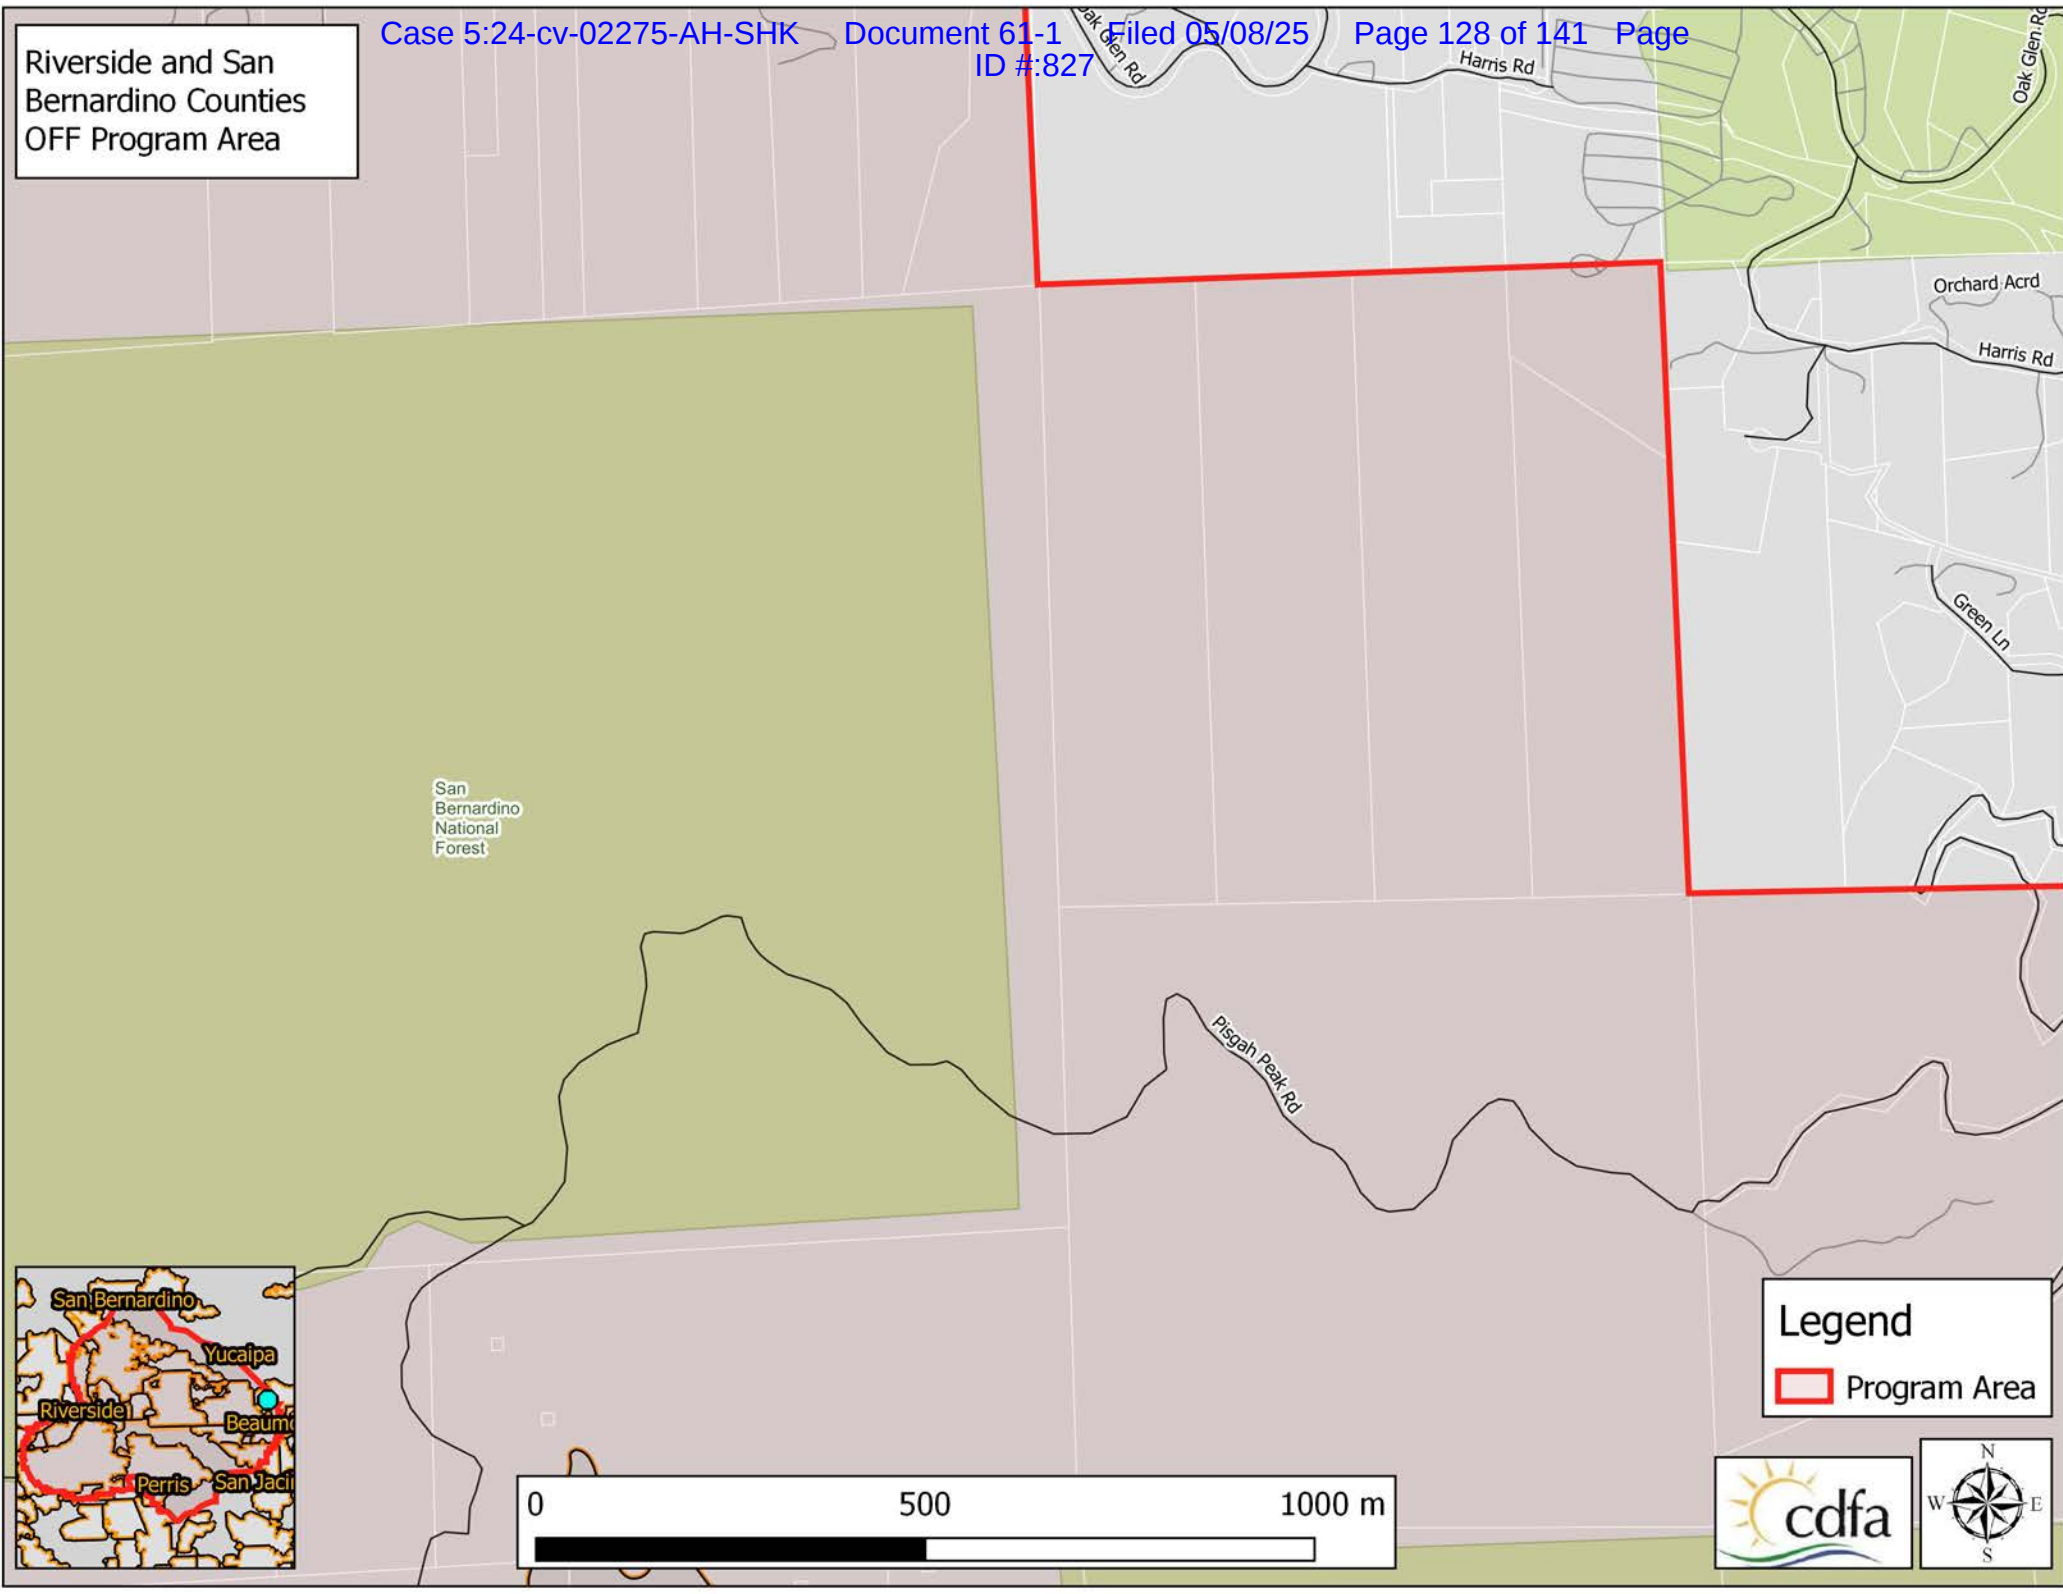 Case 5:24-cv-02275-AH-SHK Document 61-1 Filed 05/08/25 Page 128 of 141 Page
ID #:827
Riverside and San
Bernardino Counties
OFF Program Area
Oak Glen Rd
Harris Rd
Oak Glen Rd
Orchard Acrd
Harris Rd
Green Ln
San
Bernardino
National
Forest
Pisgah Peak Rd
San Bernardino
Yucaipa
Riverside
Beaumo
Perris
San Jacin
0 500 1000 m
Legend
Program Area
cdfa
N
W E
S